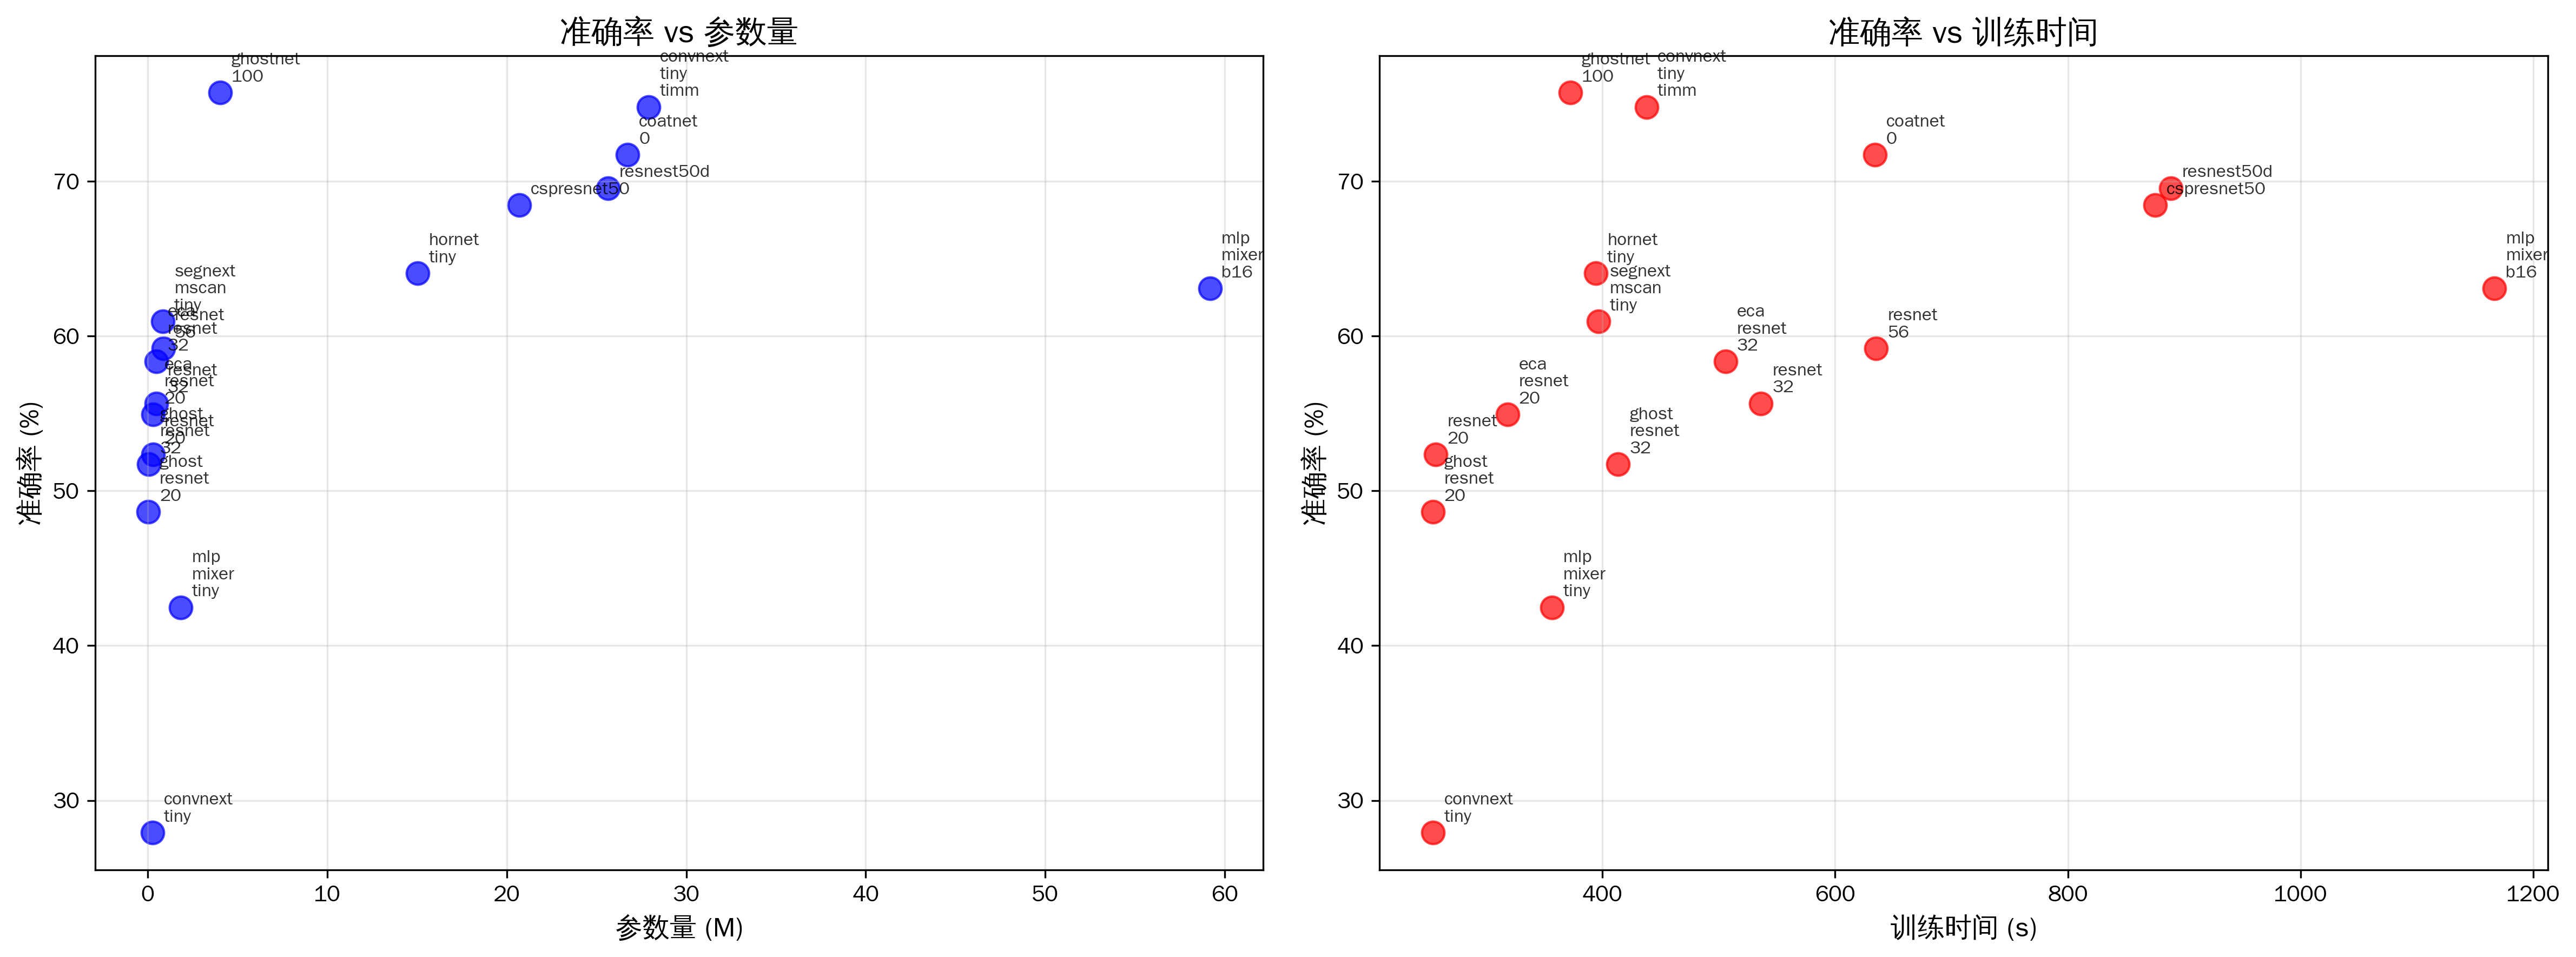 准确率 vs 参数量
ghostnet
100
convnext
tiny
timm
coatnet
0
resnest50d
cspresnet50
hornet
tiny
mlp
mixer
b16
segnext
mscan
tiny
resnet
56
eca
resnet
32
resnet
32
eca
resnet
20
resnet
20
ghost
resnet
32
ghost
resnet
20
mlp
mixer
tiny
convnext
tiny
准确率 (%)
70
60
50
40
30
0
10
20
30
40
50
60
参数量 (M)
准确率 vs 训练时间
ghostnet
100
convnext
tiny
timm
coatnet
0
resnest50d
cspresnet50
hornet
tiny
segnext
mscan
tiny
mlp
mixer
b16
eca
resnet
32
resnet
56
eca
resnet
20
resnet
32
resnet
20
ghost
resnet
32
ghost
resnet
20
mlp
mixer
tiny
convnext
tiny
准确率 (%)
70
60
50
40
30
400
600
800
1000
1200
训练时间 (s)